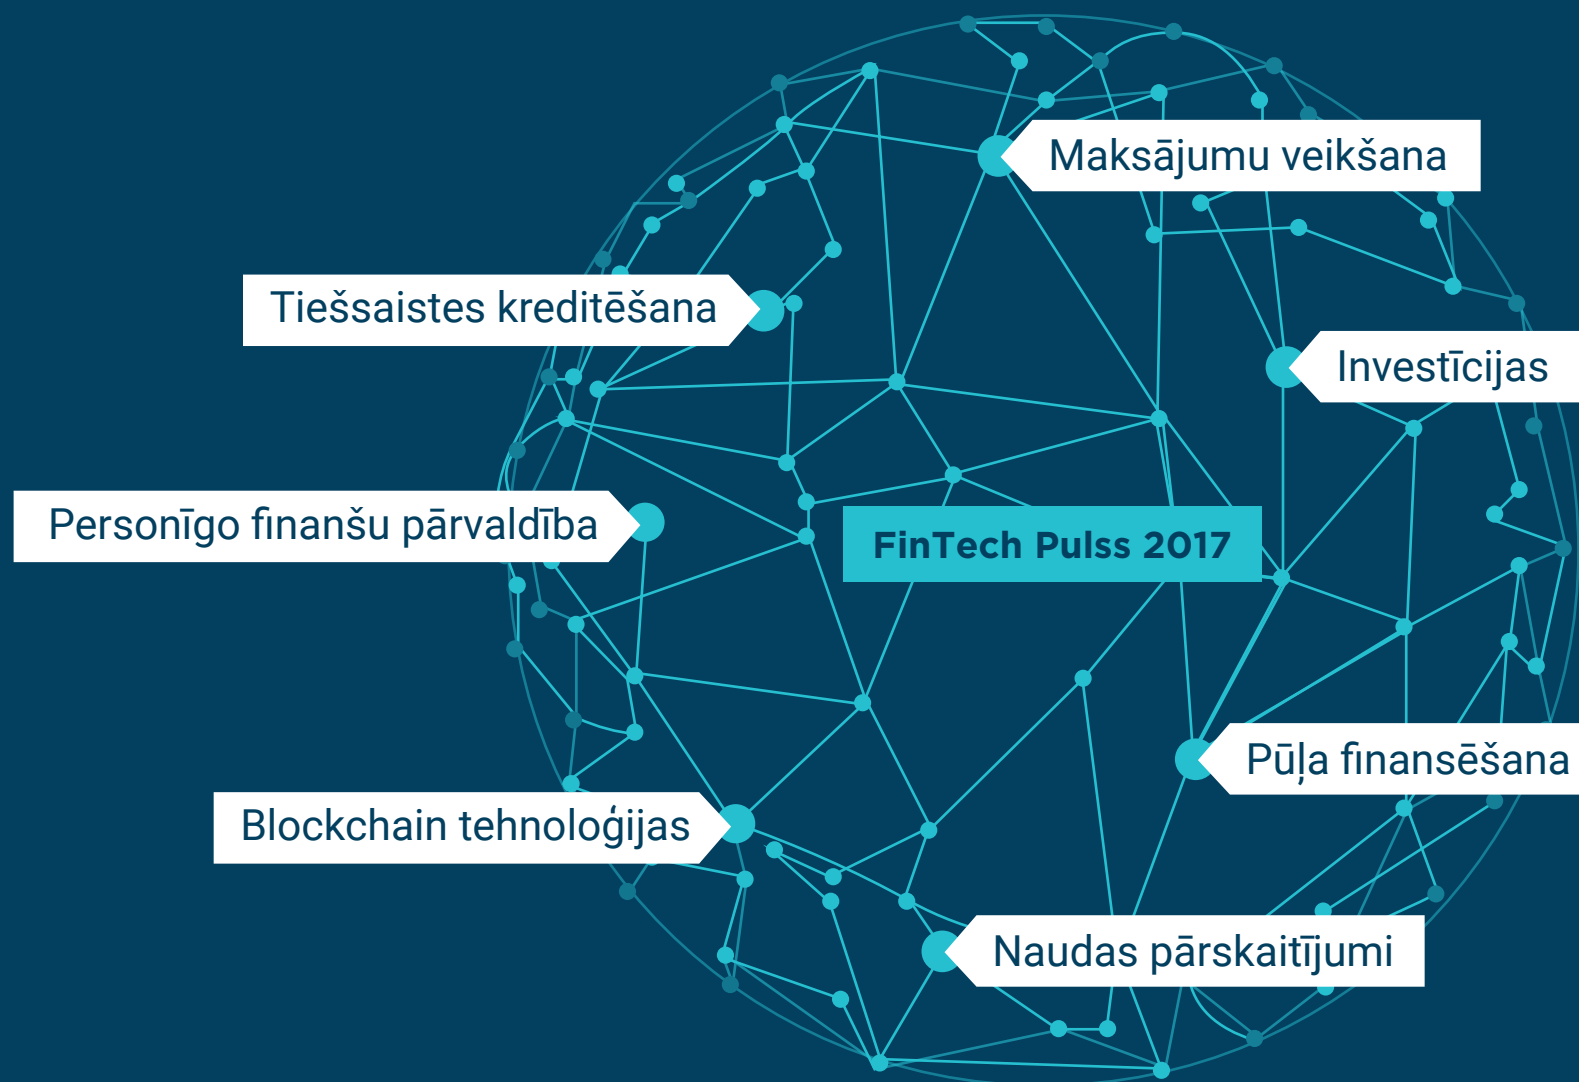 Maksājumu veikšana
Tiešsaistes kreditēšana
Investīcijas
Personīgo finanšu pārvaldība
FinTech Pulss 2017
Pūļa finansēšana
Blockchain tehnoloģijas
Naudas pārskaitījumi